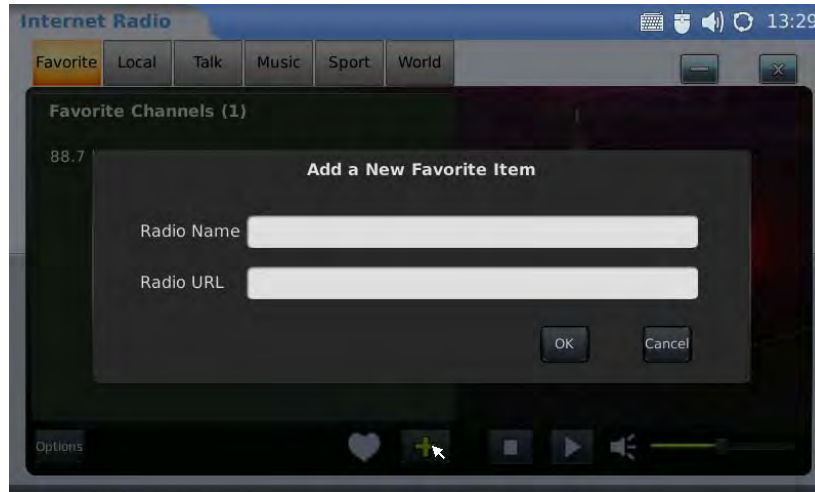 Internet Radio 13:29
Favorite Local Talk Music Sport World
Favorite Channels (1)
88.7
Add a New Favorite Item
Radio Name
Radio URL
OK Cancel
Options